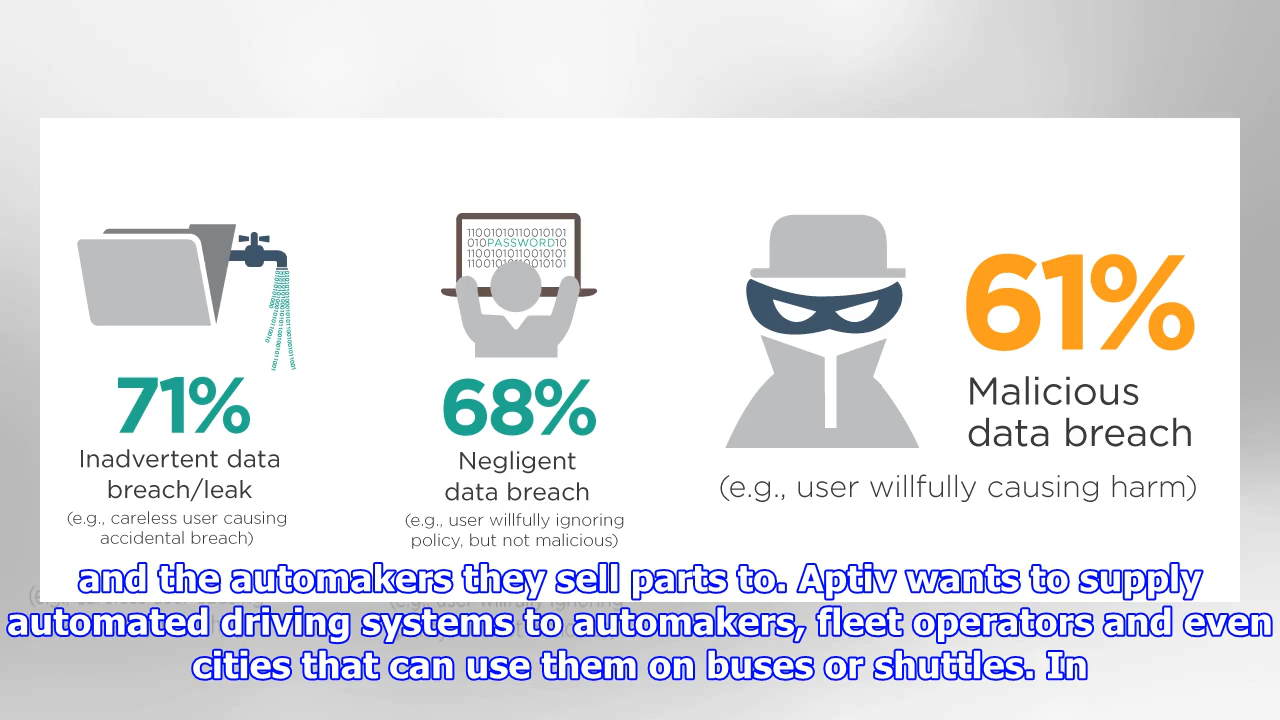 11001010110010101
010PASSWORD10
11001010110010101
71%
Inadvertent data
breach/leak
(e.g., careless user causing
accidental breach)
68%
Negligent
data breach
(e.g., user willfully ignoring
policy, but not malicious)
61%
Malicious
data breach
(e.g., user willfully causing harm)
and the automakers they sell parts to. Aptiv wants to supply
automated driving systems to automakers, fleet operators and even
cities that can use them on buses or shuttles. In